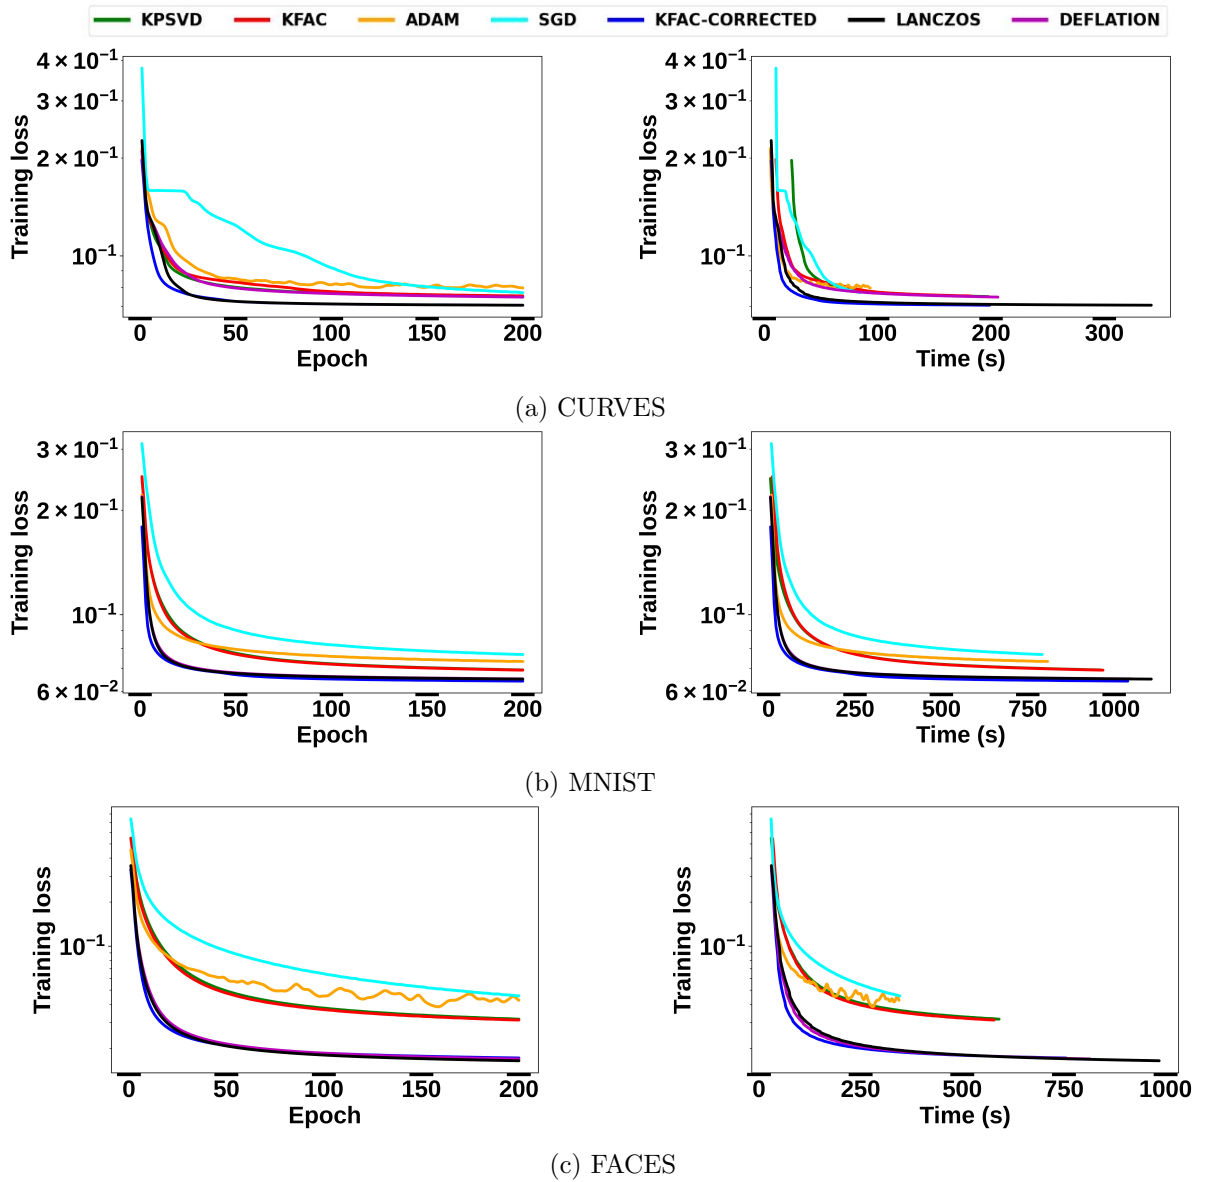 KPSVD KFAC ADAM SGD KFAC-CORRECTED LANCZOS DEFLATION
Training loss
4 × 10⁻¹
3 × 10⁻¹
2 × 10⁻¹
10⁻¹
0 50 100 150 200
Epoch
Training loss
4 × 10⁻¹
3 × 10⁻¹
2 × 10⁻¹
10⁻¹
0 100 200 300
Time (s)
(a) CURVES
Training loss
3 × 10⁻¹
2 × 10⁻¹
10⁻¹
6 × 10⁻²
0 50 100 150 200
Epoch
Training loss
3 × 10⁻¹
2 × 10⁻¹
10⁻¹
6 × 10⁻²
0 250 500 750 1000
Time (s)
(b) MNIST
Training loss
10⁻¹
0 50 100 150 200
Epoch
Training loss
10⁻¹
0 250 500 750 1000
Time (s)
(c) FACES